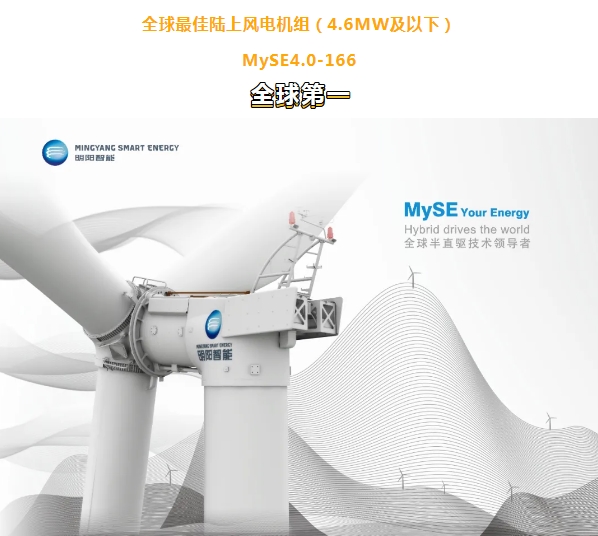 全球最佳陆上风电机组（4.6MW及以下）
MySE4.0-166
全球第一
MINGYANG SMART ENERGY
明阳智能
MySE Your Energy
Hybrid drives the world
全球半直驱技术领导者
MINGYANG SMART ENERGY
明阳智能